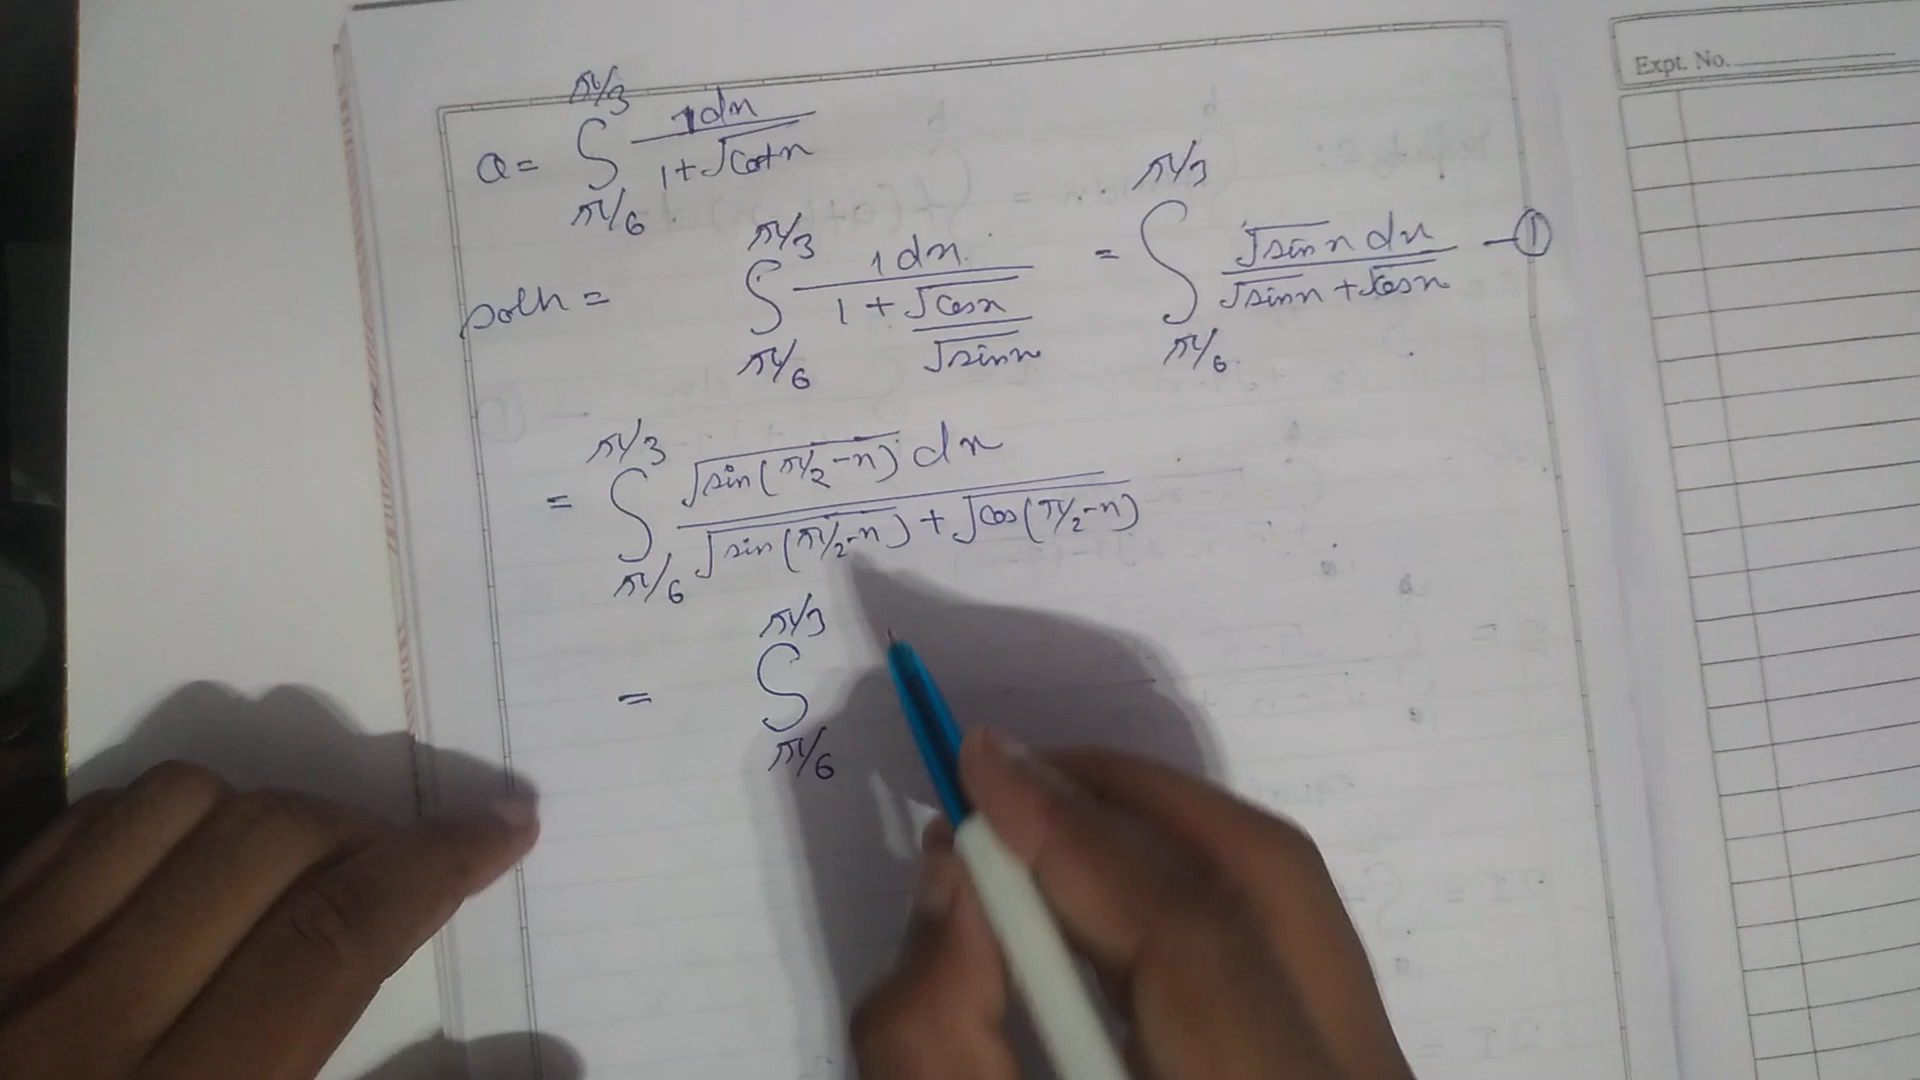 Expt. No.
Q = ∫_{π/6}^{π/3} 1dx / (1+√cotx)
soln = ∫_{π/6}^{π/3} 1dx / (1+√cosx/√sinx) = ∫_{π/6}^{π/3} √sinx dx / (√sinx + √cosx) — ①
= ∫_{π/6}^{π/3} √sin(π/2-x) dx / (√sin(π/2-x) + √cos(π/2-x))
= ∫_{π/6}^{π/3}